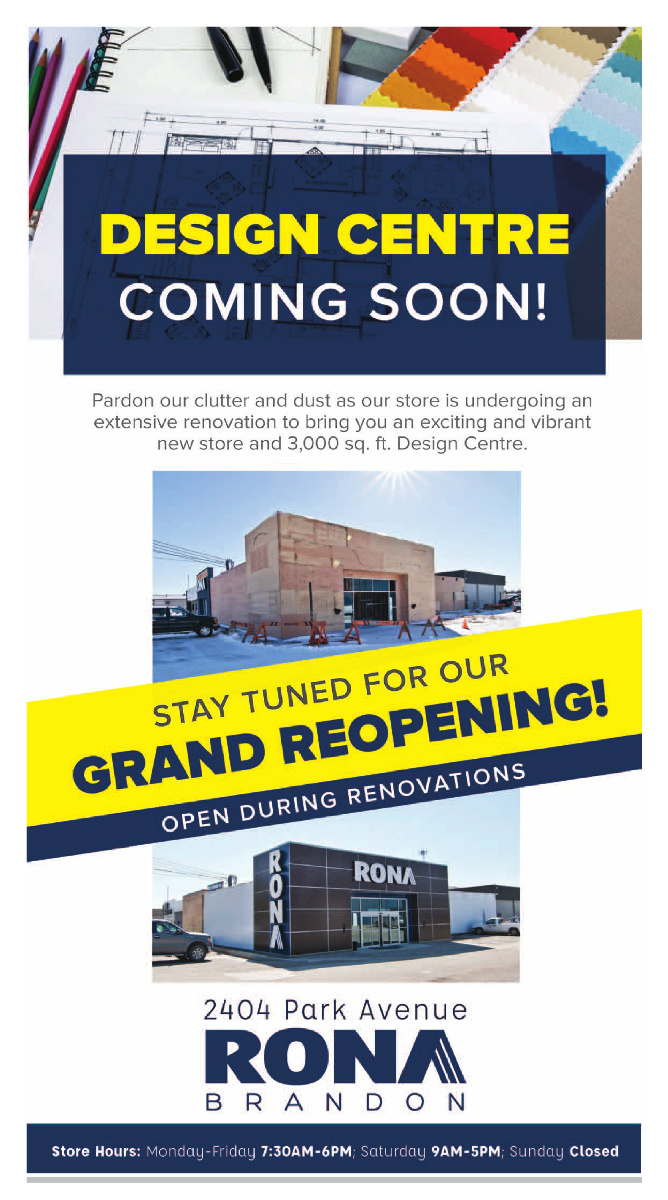 DESIGN CENTRE
COMING SOON!
Pardon our clutter and dust as our store is undergoing an
extensive renovation to bring you an exciting and vibrant
new store and 3,000 sq. ft. Design Centre.
STAY TUNED FOR OUR
GRAND REOPENING!
OPEN DURING RENOVATIONS
RONA
RONA
2404 Park Avenue
RONA
BRANDON
Store Hours: Monday-Friday 7:30AM-6PM; Saturday 9AM-5PM; Sunday Closed